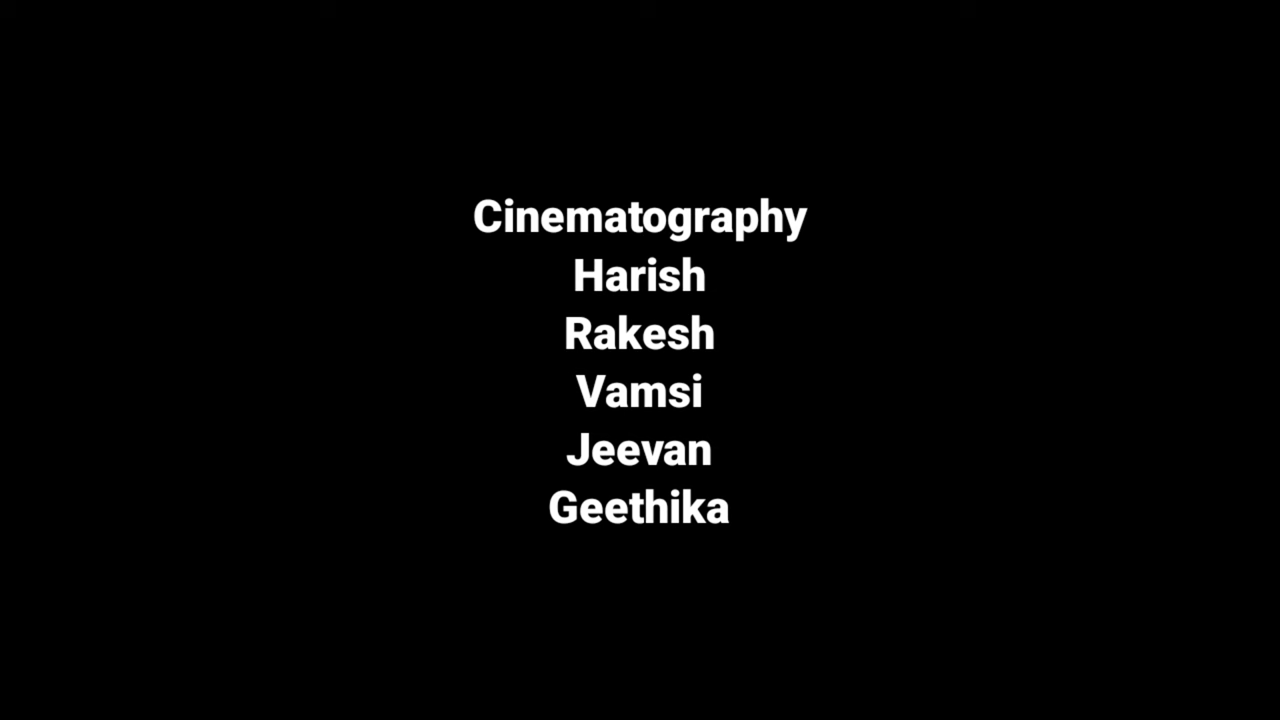 Cinematography
Harish
Rakesh
Vamsi
Jeevan
Geethika